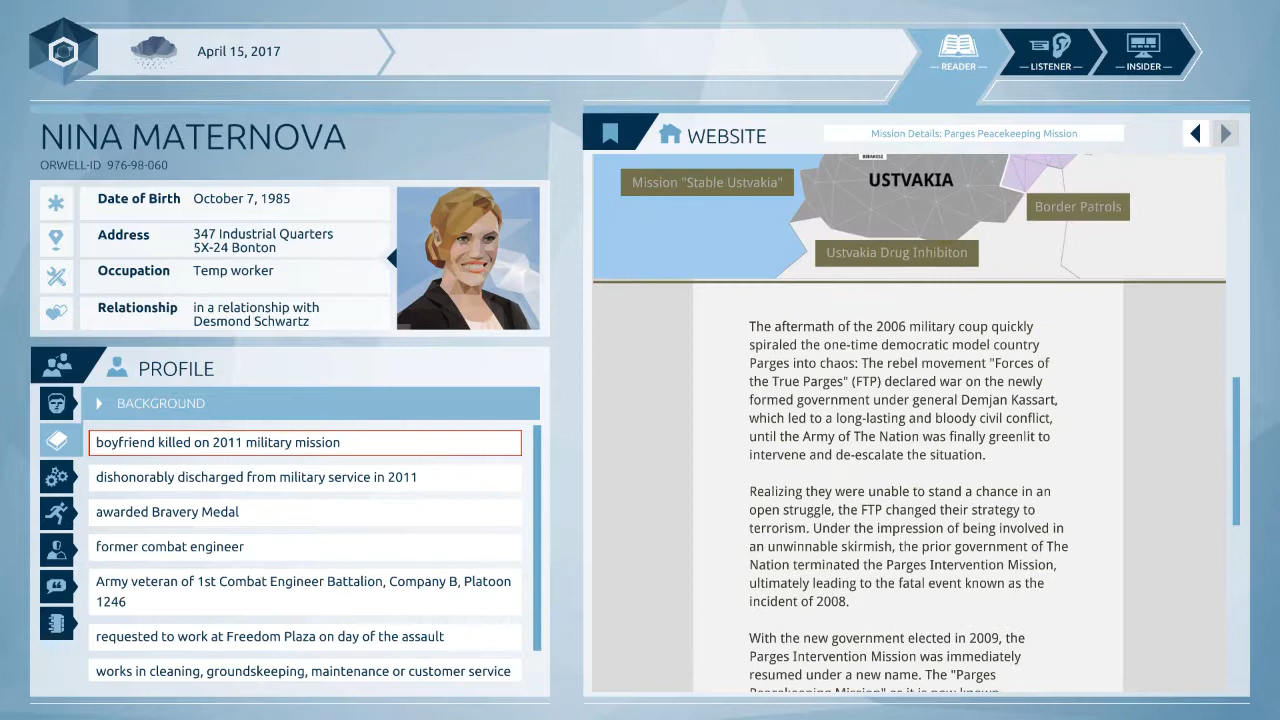 April 15, 2017
READER
LISTENER
INSIDER
NINA MATERNOVA
ORWELL-ID 976-98-060
Date of Birth October 7, 1985
Address 347 Industrial Quarters
5X-24 Bonton
Occupation Temp worker
Relationship in a relationship with
Desmond Schwartz
PROFILE
BACKGROUND
boyfriend killed on 2011 military mission
dishonorably discharged from military service in 2011
awarded Bravery Medal
former combat engineer
Army veteran of 1st Combat Engineer Battalion, Company B, Platoon
1246
requested to work at Freedom Plaza on day of the assault
works in cleaning, groundskeeping, maintenance or customer service
WEBSITE
Mission Details: Parges Peacekeeping Mission
Mission "Stable Ustvakia"
USTVAKIA
Border Patrols
Ustvakia Drug Inhibiton
The aftermath of the 2006 military coup quickly
spiraled the one-time democratic model country
Parges into chaos: The rebel movement "Forces of
the True Parges" (FTP) declared war on the newly
formed government under general Demjan Kassart,
which led to a long-lasting and bloody civil conflict,
until the Army of The Nation was finally greenlit to
intervene and de-escalate the situation.
Realizing they were unable to stand a chance in an
open struggle, the FTP changed their strategy to
terrorism. Under the impression of being involved in
an unwinnable skirmish, the prior government of The
Nation terminated the Parges Intervention Mission,
ultimately leading to the fatal event known as the
incident of 2008.
With the new government elected in 2009, the
Parges Intervention Mission was immediately
resumed under a new name. The "Parges
Peacekeeping Mission" as it is now known